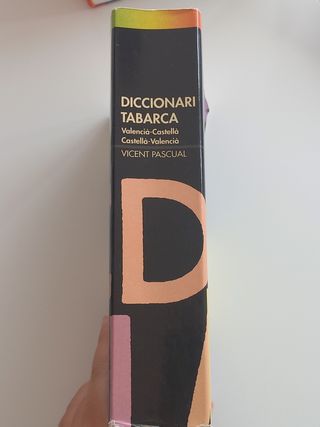 DICCIONARI
TABARCA
Valencià-Castellà
Castellà-Valencià
VICENT PASCUAL
D